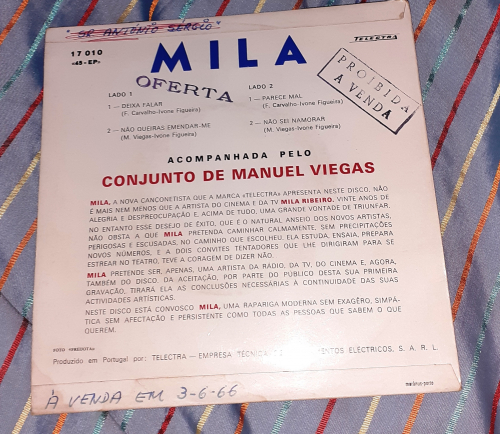 SR. ANTÓNIO SÉRGIO
17 010
«45-EP»
MILA
TELECTRA
OFERTA
PROIBIDA
A VENDA
LADO 1
1 — DEIXA FALAR
(F. Carvalho-Ivone Figueira)
2 — NÃO QUEIRAS EMENDAR-ME
(M. Viegas-Ivone Figueira)
LADO 2
1 — PARECE MAL
(F. Carvalho-Ivone Figueira)
2 — NÃO SEI NAMORAR
(M. Viegas-Ivone Figueira)
ACOMPANHADA PELO
CONJUNTO DE MANUEL VIEGAS
MILA, A NOVA CANÇONETISTA QUE A MARCA «TELECTRA» APRESENTA NESTE DISCO, NÃO
É MAIS NEM MENOS QUE A ARTISTA DO CINEMA E DA TV MILA RIBEIRO. VINTE ANOS DE
ALEGRIA E DESPREOCUPAÇÃO E, ACIMA DE TUDO, UMA GRANDE VONTADE DE TRIUNFAR.
NO ENTANTO ESSE DESEJO DE ÊXITO, QUE É O NATURAL ANSEIO DOS NOVOS ARTISTAS,
NÃO OBSTA A QUE MILA PRETENDA CAMINHAR CALMAMENTE, SEM PRECIPITAÇÕES
PERIGOSAS E ESCUSADAS, NO CAMINHO QUE ESCOLHEU. ELA ESTUDA, ENSAIA, PREPARA
NOVOS NÚMEROS, E A DOIS CONVITES TENTADORES QUE LHE DIRIGIRAM PARA SE
ESTREAR NO TEATRO, TEVE A CORAGEM DE DIZER NÃO.
MILA PRETENDE SER, APENAS, UMA ARTISTA DA RÁDIO, DA TV, DO CINEMA E, AGORA,
TAMBÉM DO DISCO. DA ACEITAÇÃO, POR PARTE DO PUBLICO DESTA SUA PRIMEIRA
GRAVAÇÃO, TIRARÁ ELA AS CONCLUSÕES NECESSÁRIAS À CONTINUIDADE DAS SUAS
ACTIVIDADES ARTÍSTICAS.
NESTE DISCO ESTÁ CONVOSCO MILA, UMA RAPARIGA MODERNA SEM EXAGÊRO, SIMPÁ-
TICA SEM AFECTAÇÃO E PERSISTENTE COMO TODAS AS PESSOAS QUE SABEM O QUE
QUEREM.
Produzido em Portugal por: TELECTRA — EMPRESA TÉCNICA ELÉCTRICOS, S. A. R. L.
À VENDA EM 3-6-66